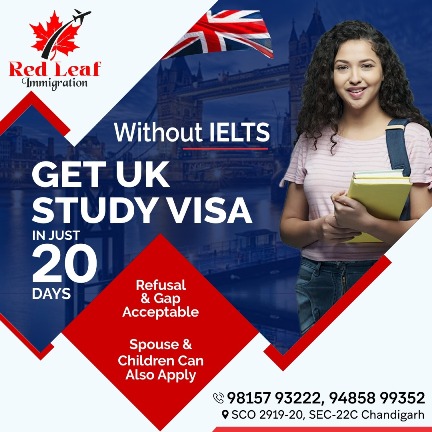 Red Leaf
Immigration
Without IELTS
GET UK
STUDY VISA
IN JUST
20
DAYS
Refusal
& Gap
Acceptable
Spouse &
Children Can
Also Apply
98157 93222, 94858 99352
SCO 2919-20, SEC-22C Chandigarh